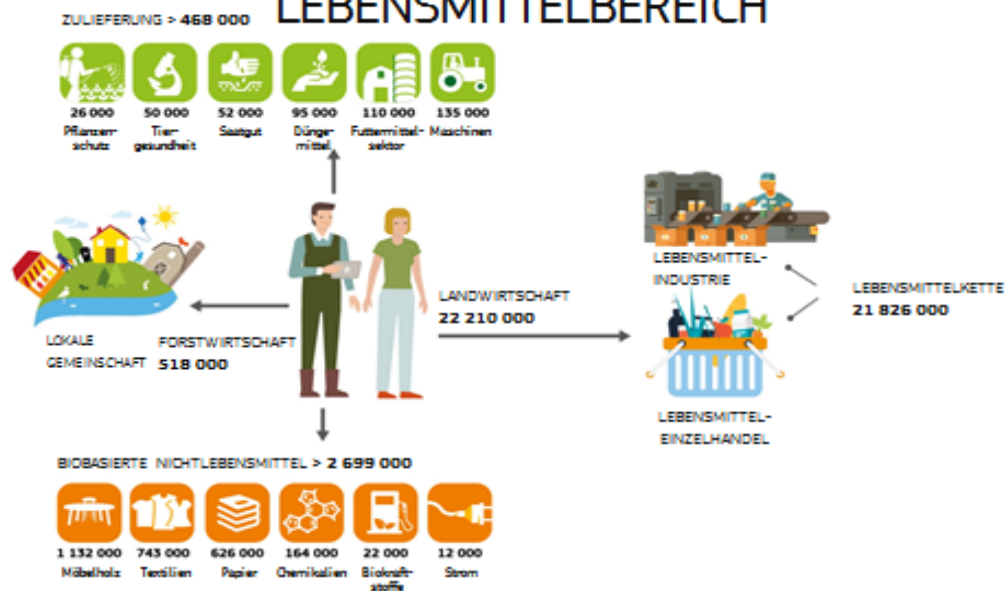 LEBENSMITTELBEREICH
ZULIEFERUNG > 468 000
26 000
Pflanzen-
schutz
50 000
Tier-
gesundheit
52 000
Saatgut
95 000
Dünge-
mittel
110 000
Futtermittel-
sektor
135 000
Maschinen
LOKALE
GEMEINSCHAFT
FORSTWIRTSCHAFT
518 000
LANDWIRTSCHAFT
22 210 000
LEBENSMITTEL-
INDUSTRIE
LEBENSMITTELKETTE
21 826 000
LEBENSMITTEL-
EINZELHANDEL
BIOBASIERTE NICHTLEBENSMITTEL > 2 699 000
1 132 000
Möbelholz
743 000
Textilien
626 000
Papier
164 000
Chemikalien
22 000
Biokraft-
stoffe
12 000
Strom